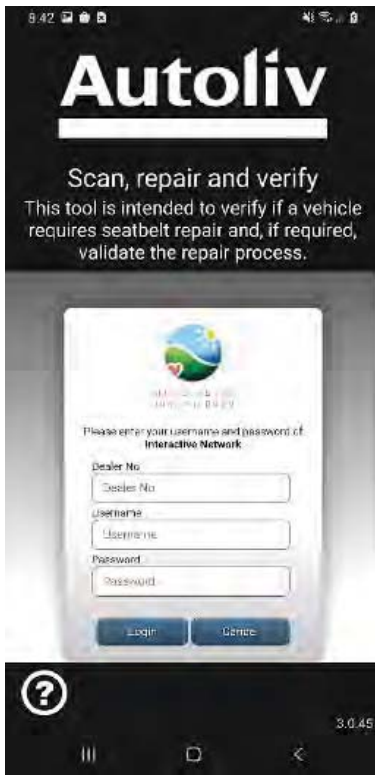 8:42
Autoliv
Scan, repair and verify
This tool is intended to verify if a vehicle
requires seatbelt repair and, if required,
validate the repair process.
Please enter your username and password of
Interactive Network
Dealer No
Dealer No
Username
Username
Password
Password
Login Cancel
?
3.0.45